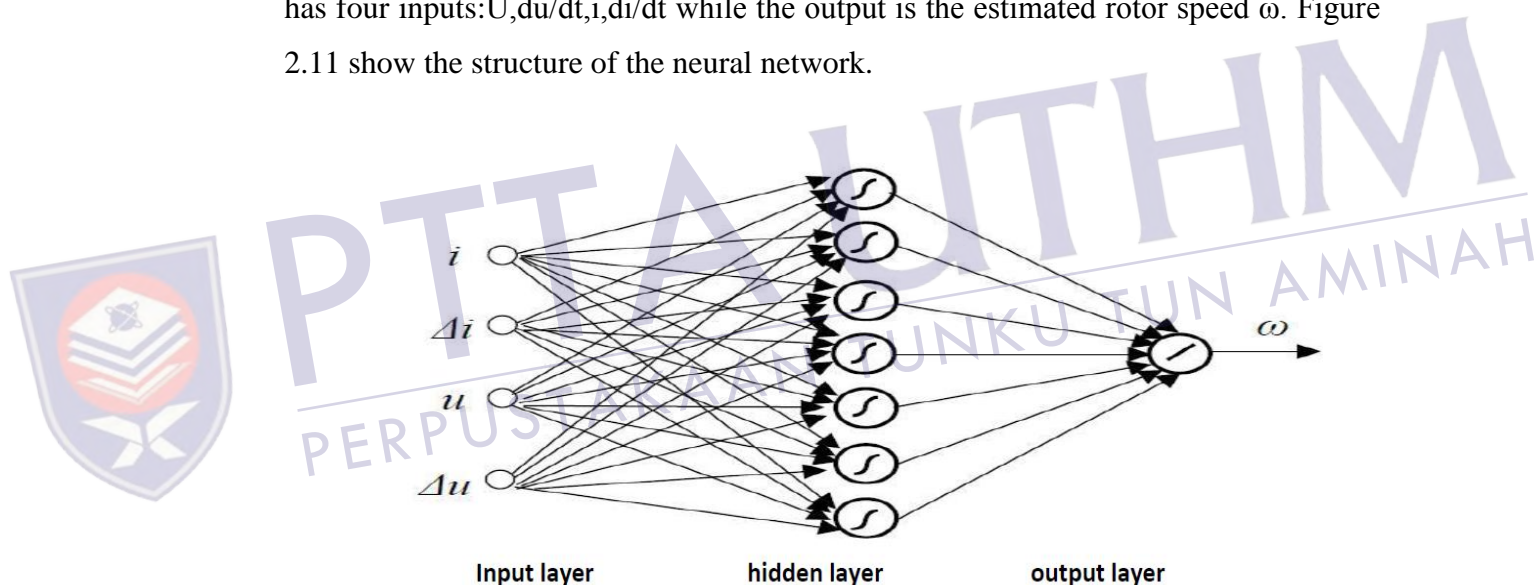 has four inputs:U,du/dt,i,di/dt while the output is the estimated rotor speed ω. Figure
2.11 show the structure of the neural network.
PTTA UTHM
PERPUSTAKAAN TUNKU TUN AMINAH
i
Δi
u
Δu
ω
Input layer hidden layer output layer